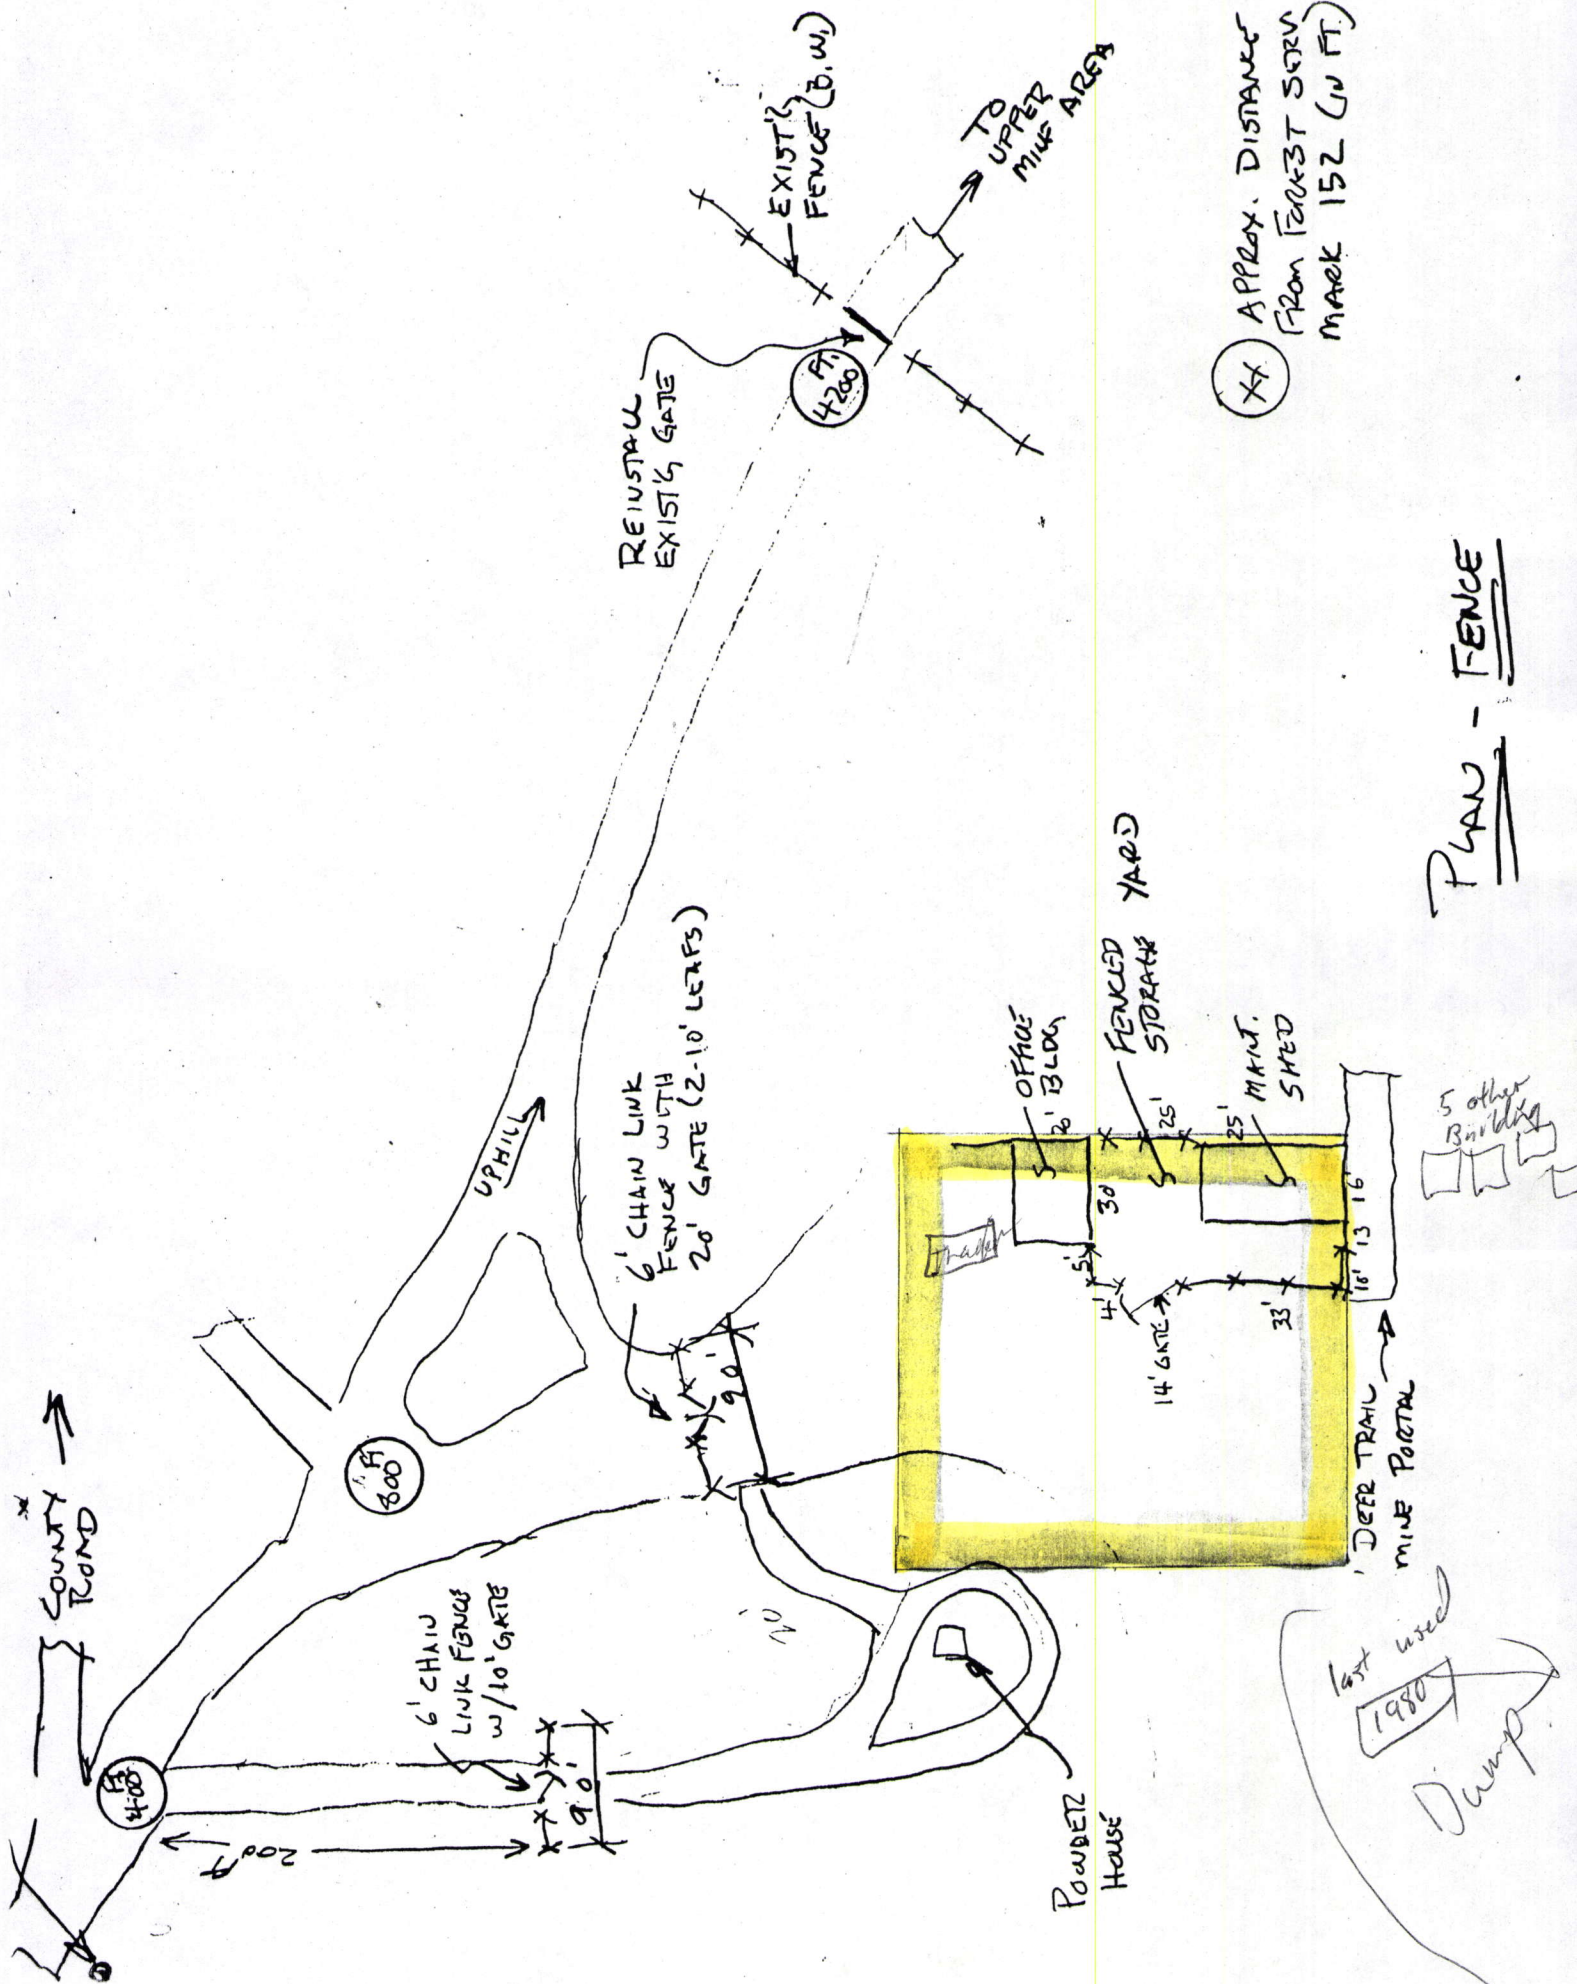 COUNTY
ROAD
FT
400
FT
800
200 ft
6' CHAIN
LINK FENCE
W/10' GATE
90'
UPHILL
6' CHAIN LINK
FENCE WITH
20' GATE (2-10' LEAFS)
90'
REINSTALL
EXIST'G GATE
FT.
4200
EXIST'G
FENCE (B.W.)
TO
UPPER
MINE AREA
XX
APPROX. DISTANCE
FROM FOREST SERV.
MARK 152 (IN FT.)
POWDER
HOUSE
OFFICE
BLDG,
20'
FENCED
STORAGE YARD
25'
30'
5'
4'
14' GATE
25'
MAINT.
SHED
33'
10' 13 16'
DEER TRAIL
MINE PORTAL
5 other
Building
last used
1980
Dump
PLAN - FENCE